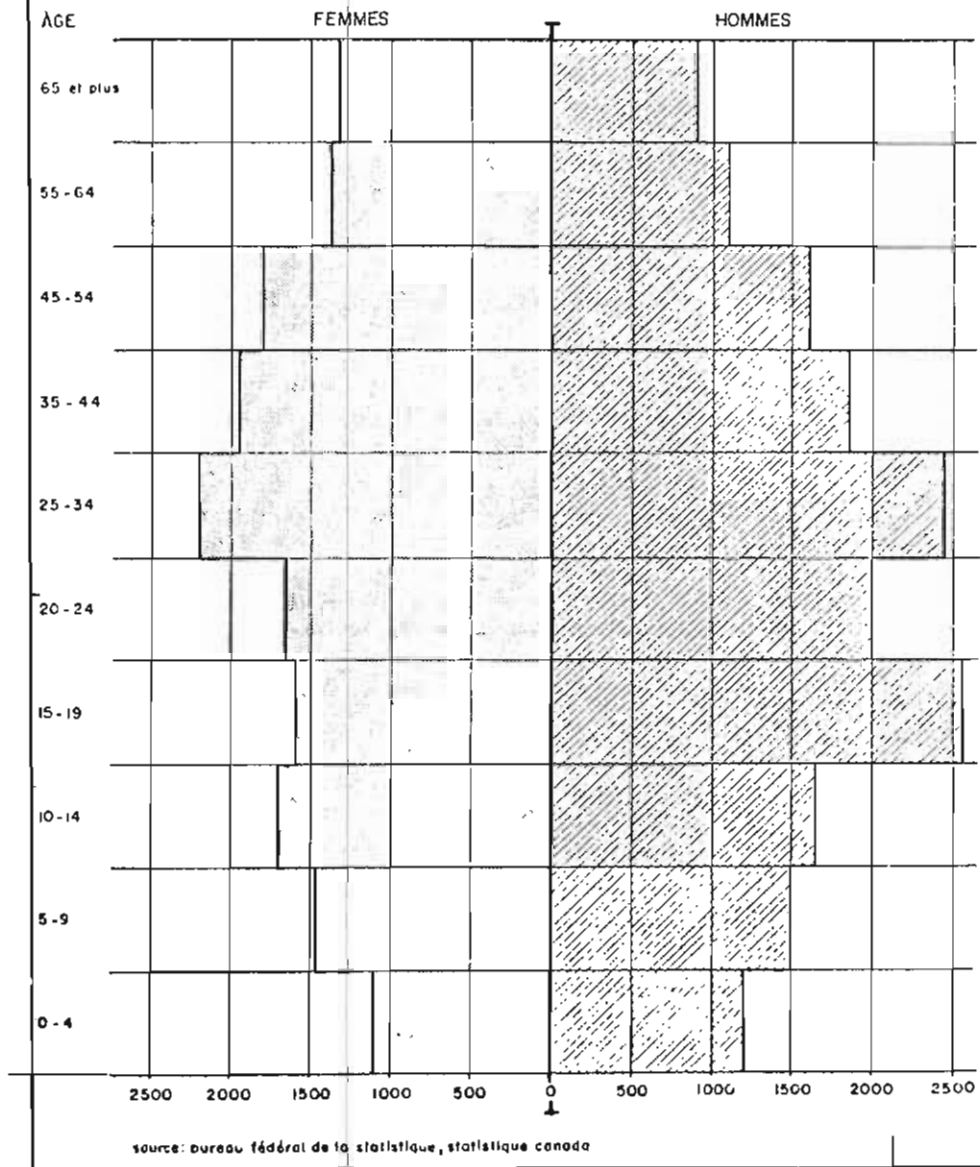 ÂGE FEMMES HOMMES
65 et plus
55-64
45-54
35-44
25-34
20-24
15-19
10-14
5-9
0-4
2500 2000 1500 1000 500 0 500 1000 1500 2000 2500
source: bureau fédéral de la statistique, statistique canada